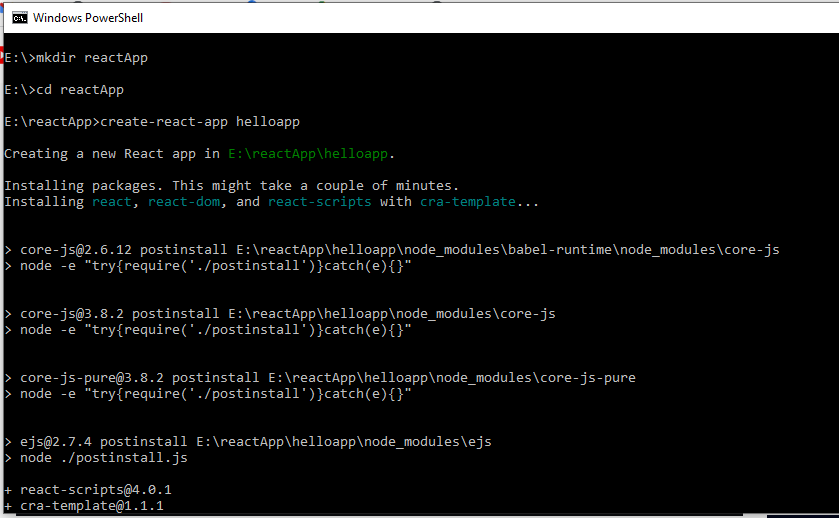 Windows PowerShell
E:\>mkdir reactApp
E:\>cd reactApp
E:\reactApp>create-react-app helloapp
Creating a new React app in E:\reactApp\helloapp.
Installing packages. This might take a couple of minutes.
Installing react, react-dom, and react-scripts with cra-template...
> core-js@2.6.12 postinstall E:\reactApp\helloapp\node_modules\babel-runtime\node_modules\core-js
> node -e "try{require('./postinstall')}catch(e){}"
> core-js@3.8.2 postinstall E:\reactApp\helloapp\node_modules\core-js
> node -e "try{require('./postinstall')}catch(e){}"
> core-js-pure@3.8.2 postinstall E:\reactApp\helloapp\node_modules\core-js-pure
> node -e "try{require('./postinstall')}catch(e){}"
> ejs@2.7.4 postinstall E:\reactApp\helloapp\node_modules\ejs
> node ./postinstall.js
+ react-scripts@4.0.1
+ cra-template@1.1.1